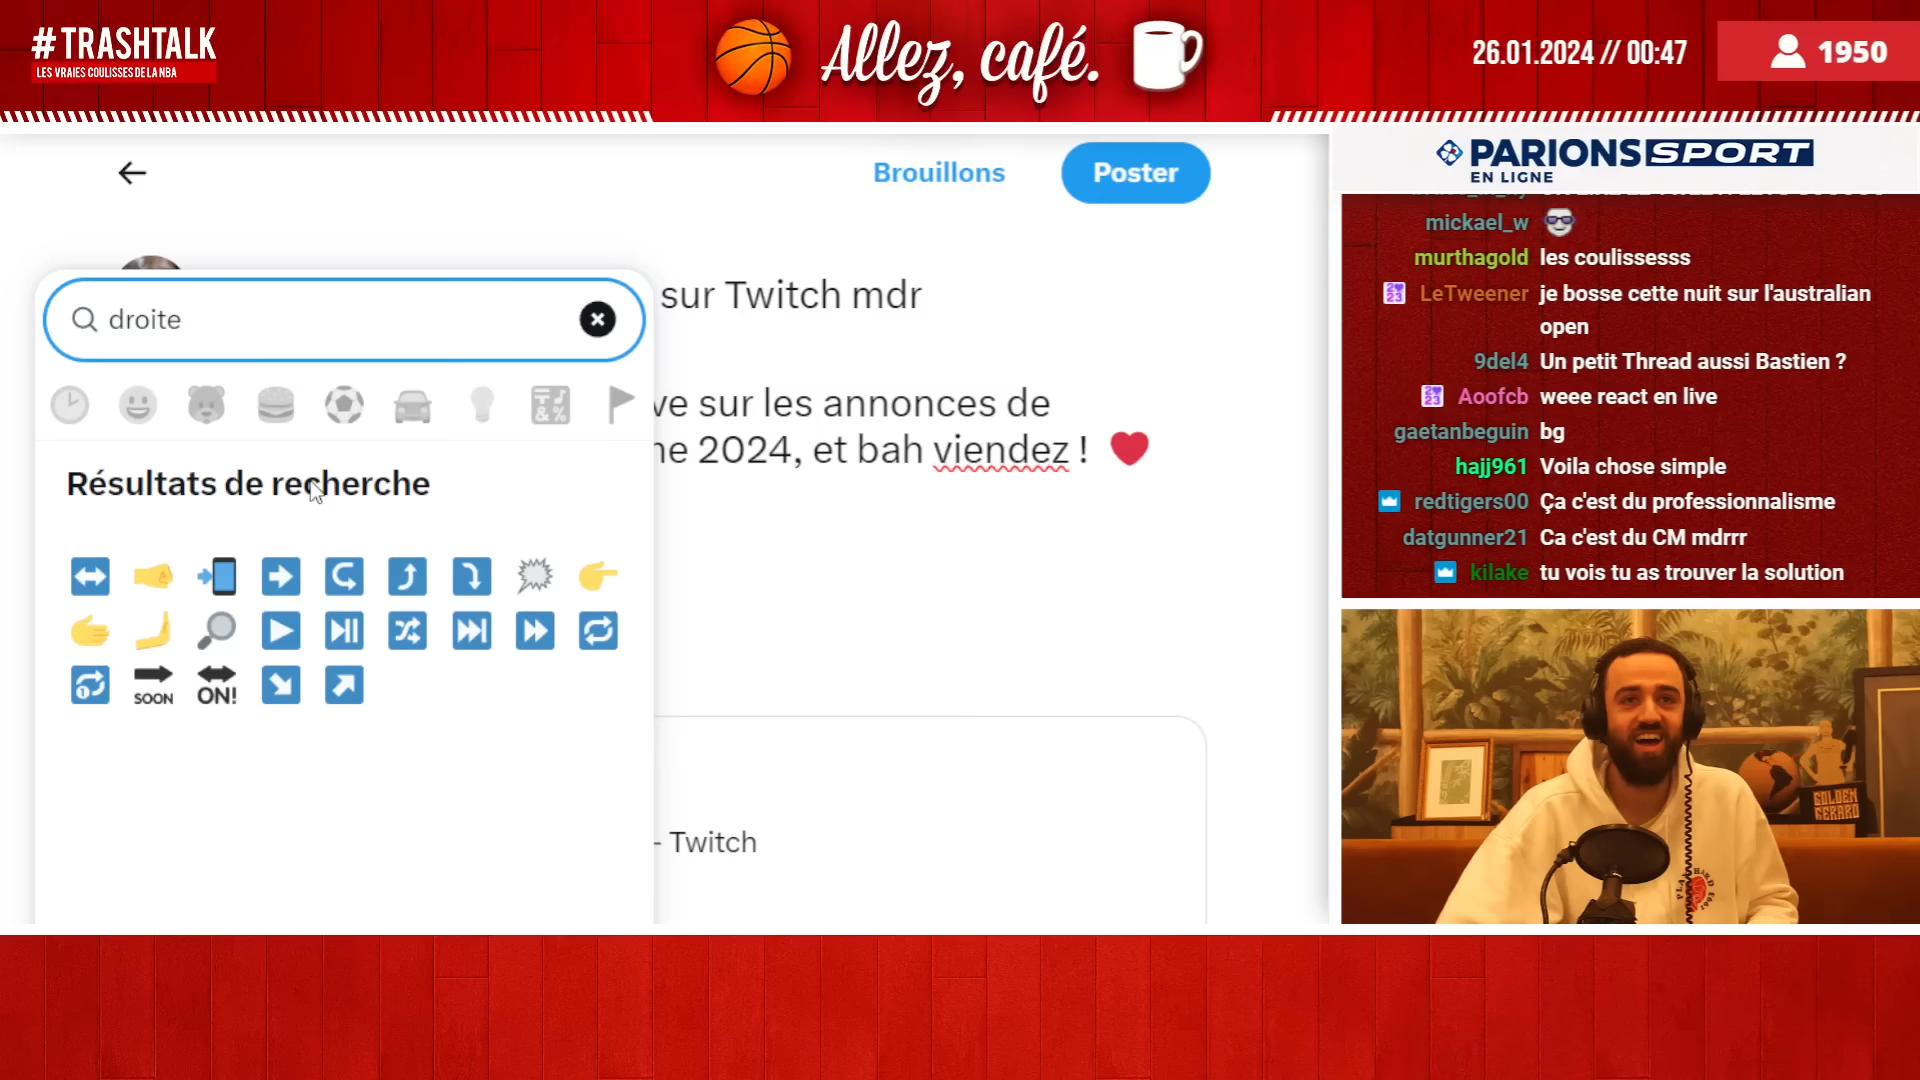 #TRASHTALK
LES VRAIES COULISSES DE LA NBA
Allez, café.
26.01.2024 // 00:47
1950
Brouillons
Poster
droite
sur Twitch mdr
ve sur les annonces de
ne 2024, et bah viendez !
Résultats de recherche
SOON
ON!
- Twitch
PARIONS SPORT
EN LIGNE
mickael_w
murthagold les coulissesss
LeTweener je bosse cette nuit sur l'australian
open
9del4 Un petit Thread aussi Bastien ?
Aoofcb weee react en live
gaetanbeguin bg
hajj961 Voila chose simple
redtigers00 Ça c'est du professionnalisme
datgunner21 Ca c'est du CM mdrrr
kilake tu vois tu as trouver la solution
GOLDEN
GERARD